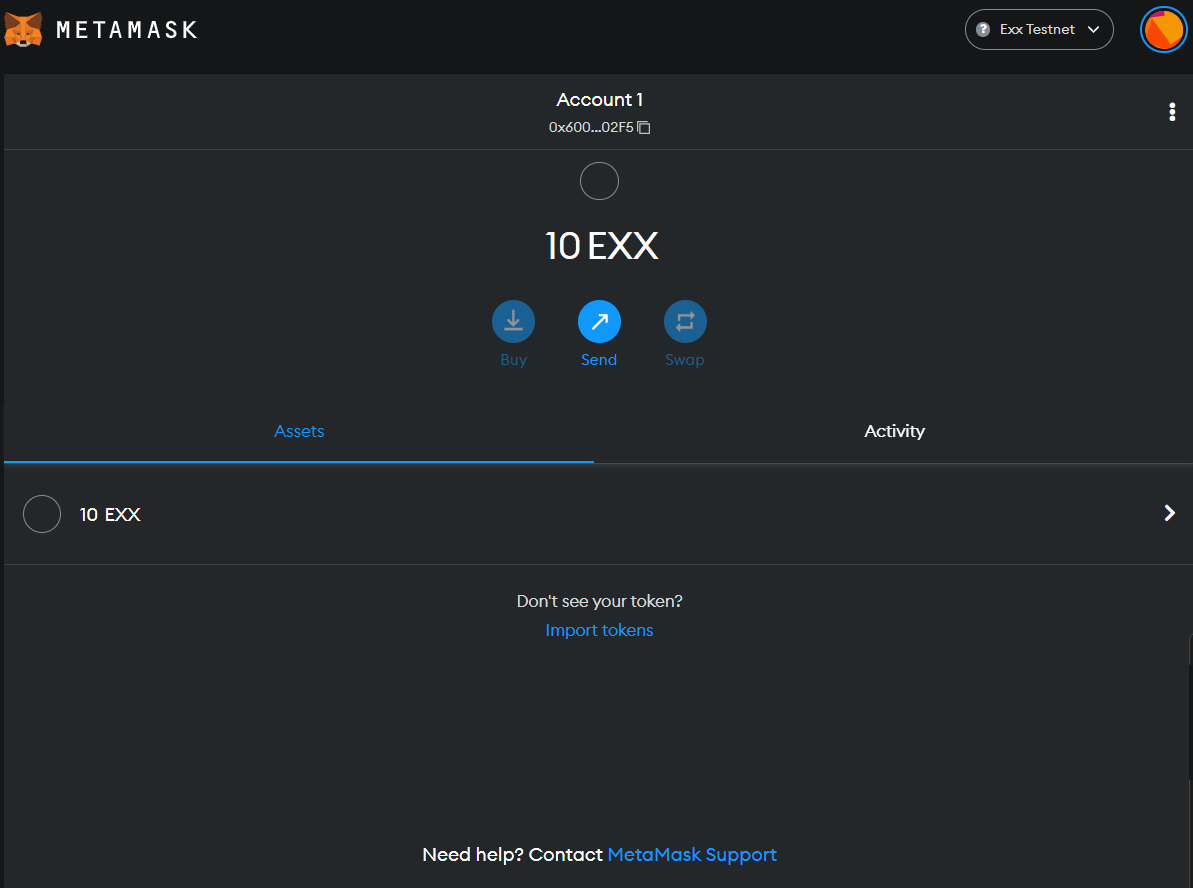 METAMASK
? Exx Testnet
Account 1
0x600...02F5
10 EXX
Buy Send Swap
Assets Activity
10 EXX
Don't see your token?
Import tokens
Need help? Contact MetaMask Support